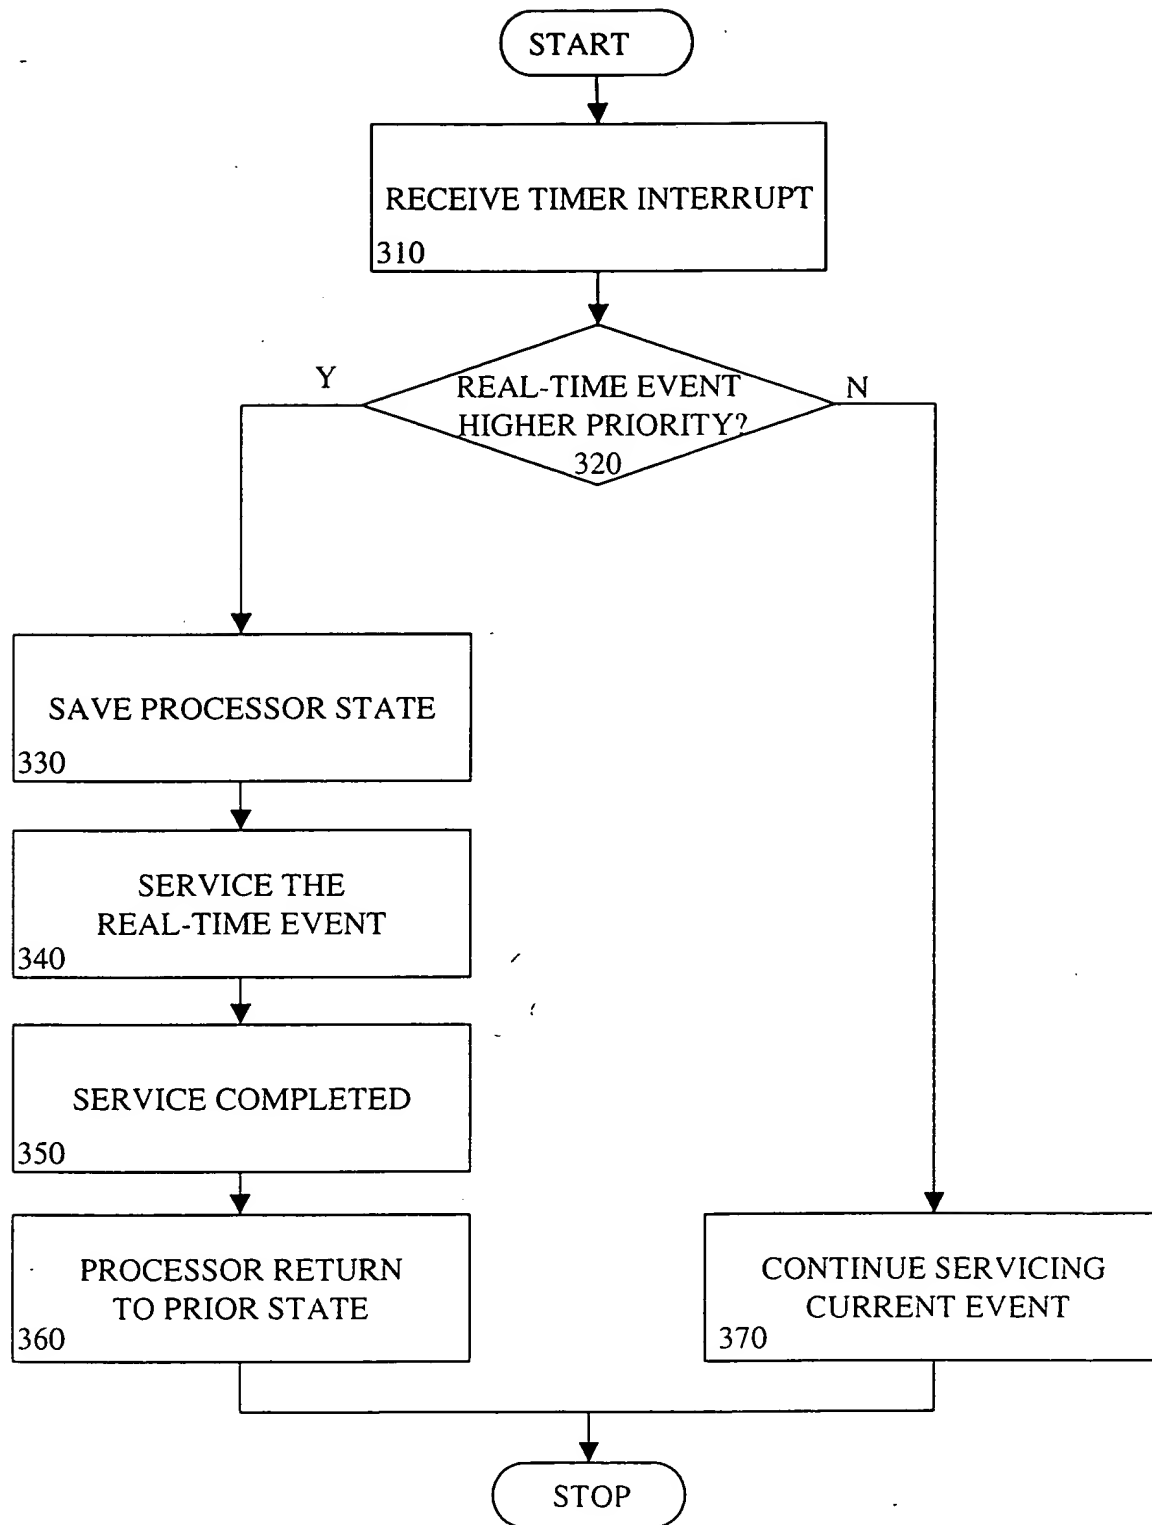 START
RECEIVE TIMER INTERRUPT
310
Y
N
REAL-TIME EVENT
HIGHER PRIORITY?
320
SAVE PROCESSOR STATE
330
SERVICE THE
REAL-TIME EVENT
340
SERVICE COMPLETED
350
PROCESSOR RETURN
TO PRIOR STATE
360
CONTINUE SERVICING
CURRENT EVENT
370
STOP